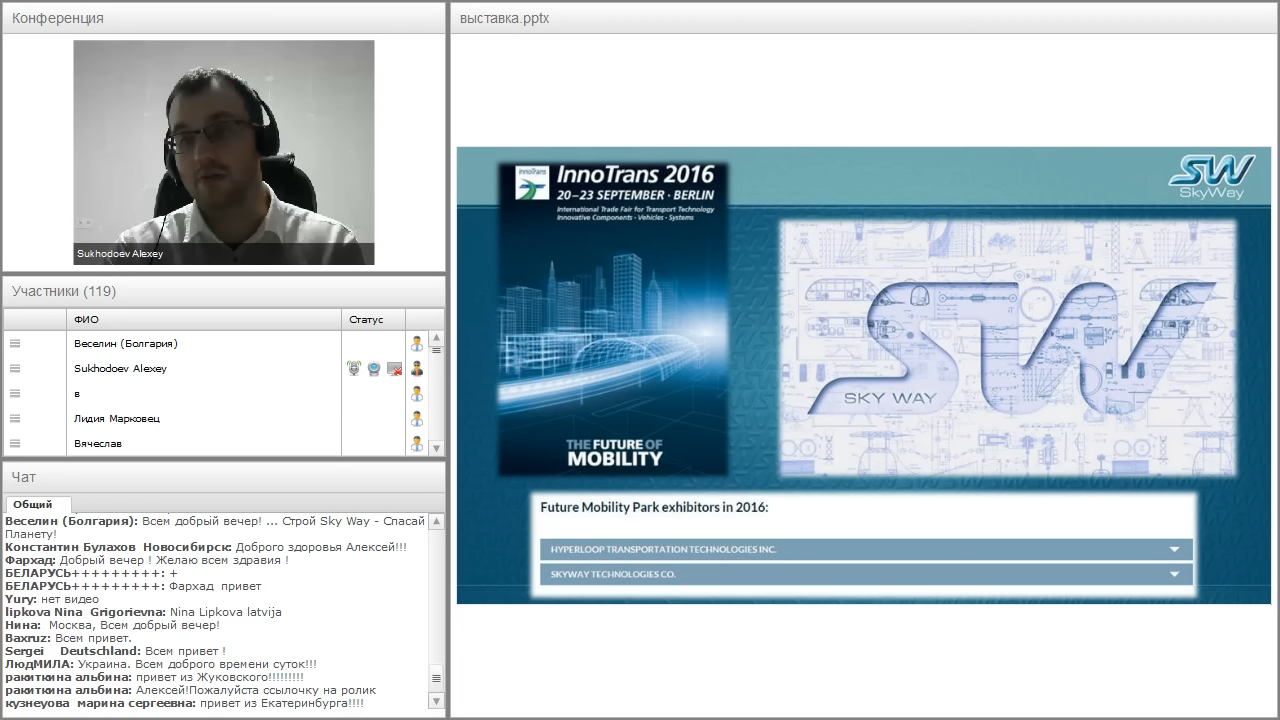 Конференция
Sukhodoev Alexey
Участники (119)
ФИО Статус
Веселин (Болгария)
Sukhodoev Alexey
в
Лидия Марковец
Вячеслав
Чат
Общий
Веселин (Болгария): Всем добрый вечер! ... Строй Sky Way - Спасай
Планету!
Константин Булахов Новосибирск: Доброго здоровья Алексей!!!
Фархад: Добрый вечер ! Желаю всем здравия !
БЕЛАРУСЬ+++++++++: +
БЕЛАРУСЬ+++++++++: Фархад привет
Yury: нет видео
lipkova Nina Grigorievna: Nina Lipkova latvija
Нина: Москва, Всем добрый вечер!
Baxruz: Всем привет.
Sergei Deutschland: Всем привет !
ЛюдМИЛА: Украина. Всем доброго времени суток!!!
ракиткина альбина: привет из Жуковского!!!!!!!!!
ракиткина альбина: Алексей!Пожалуйста ссылочку на ролик
кузнеуова марина сергеевна: привет из Екатеринбурга!!!!
выставка.pptx
InnoTrans
InnoTrans 2016
20–23 SEPTEMBER · BERLIN
International Trade Fair for Transport Technology
Innovative Components · Vehicles · Systems
THE FUTURE OF
MOBILITY
SW
SkyWay
SW
SKY WAY
Future Mobility Park exhibitors in 2016:
HYPERLOOP TRANSPORTATION TECHNOLOGIES INC.
SKYWAY TECHNOLOGIES CO.